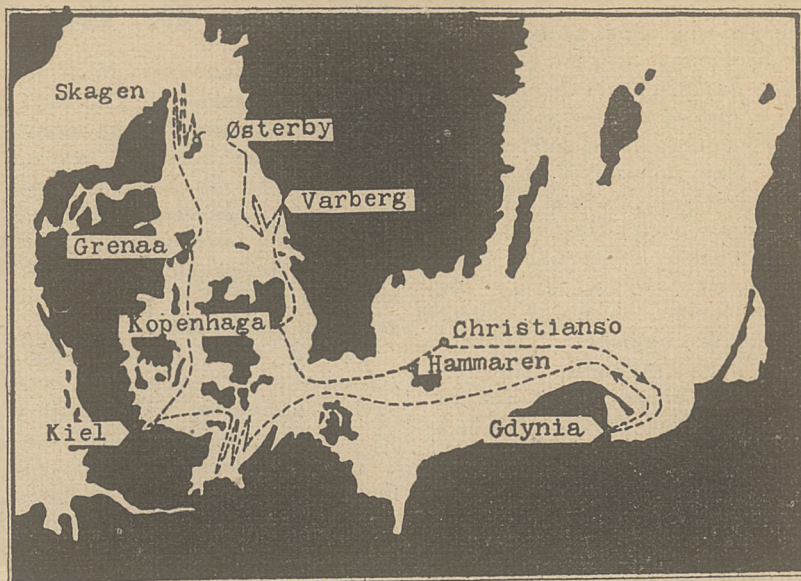 Skagen
Østerby
Varberg
Grenaa
Kopenhaga
Christianso
Hammaren
Kiel
Gdynia